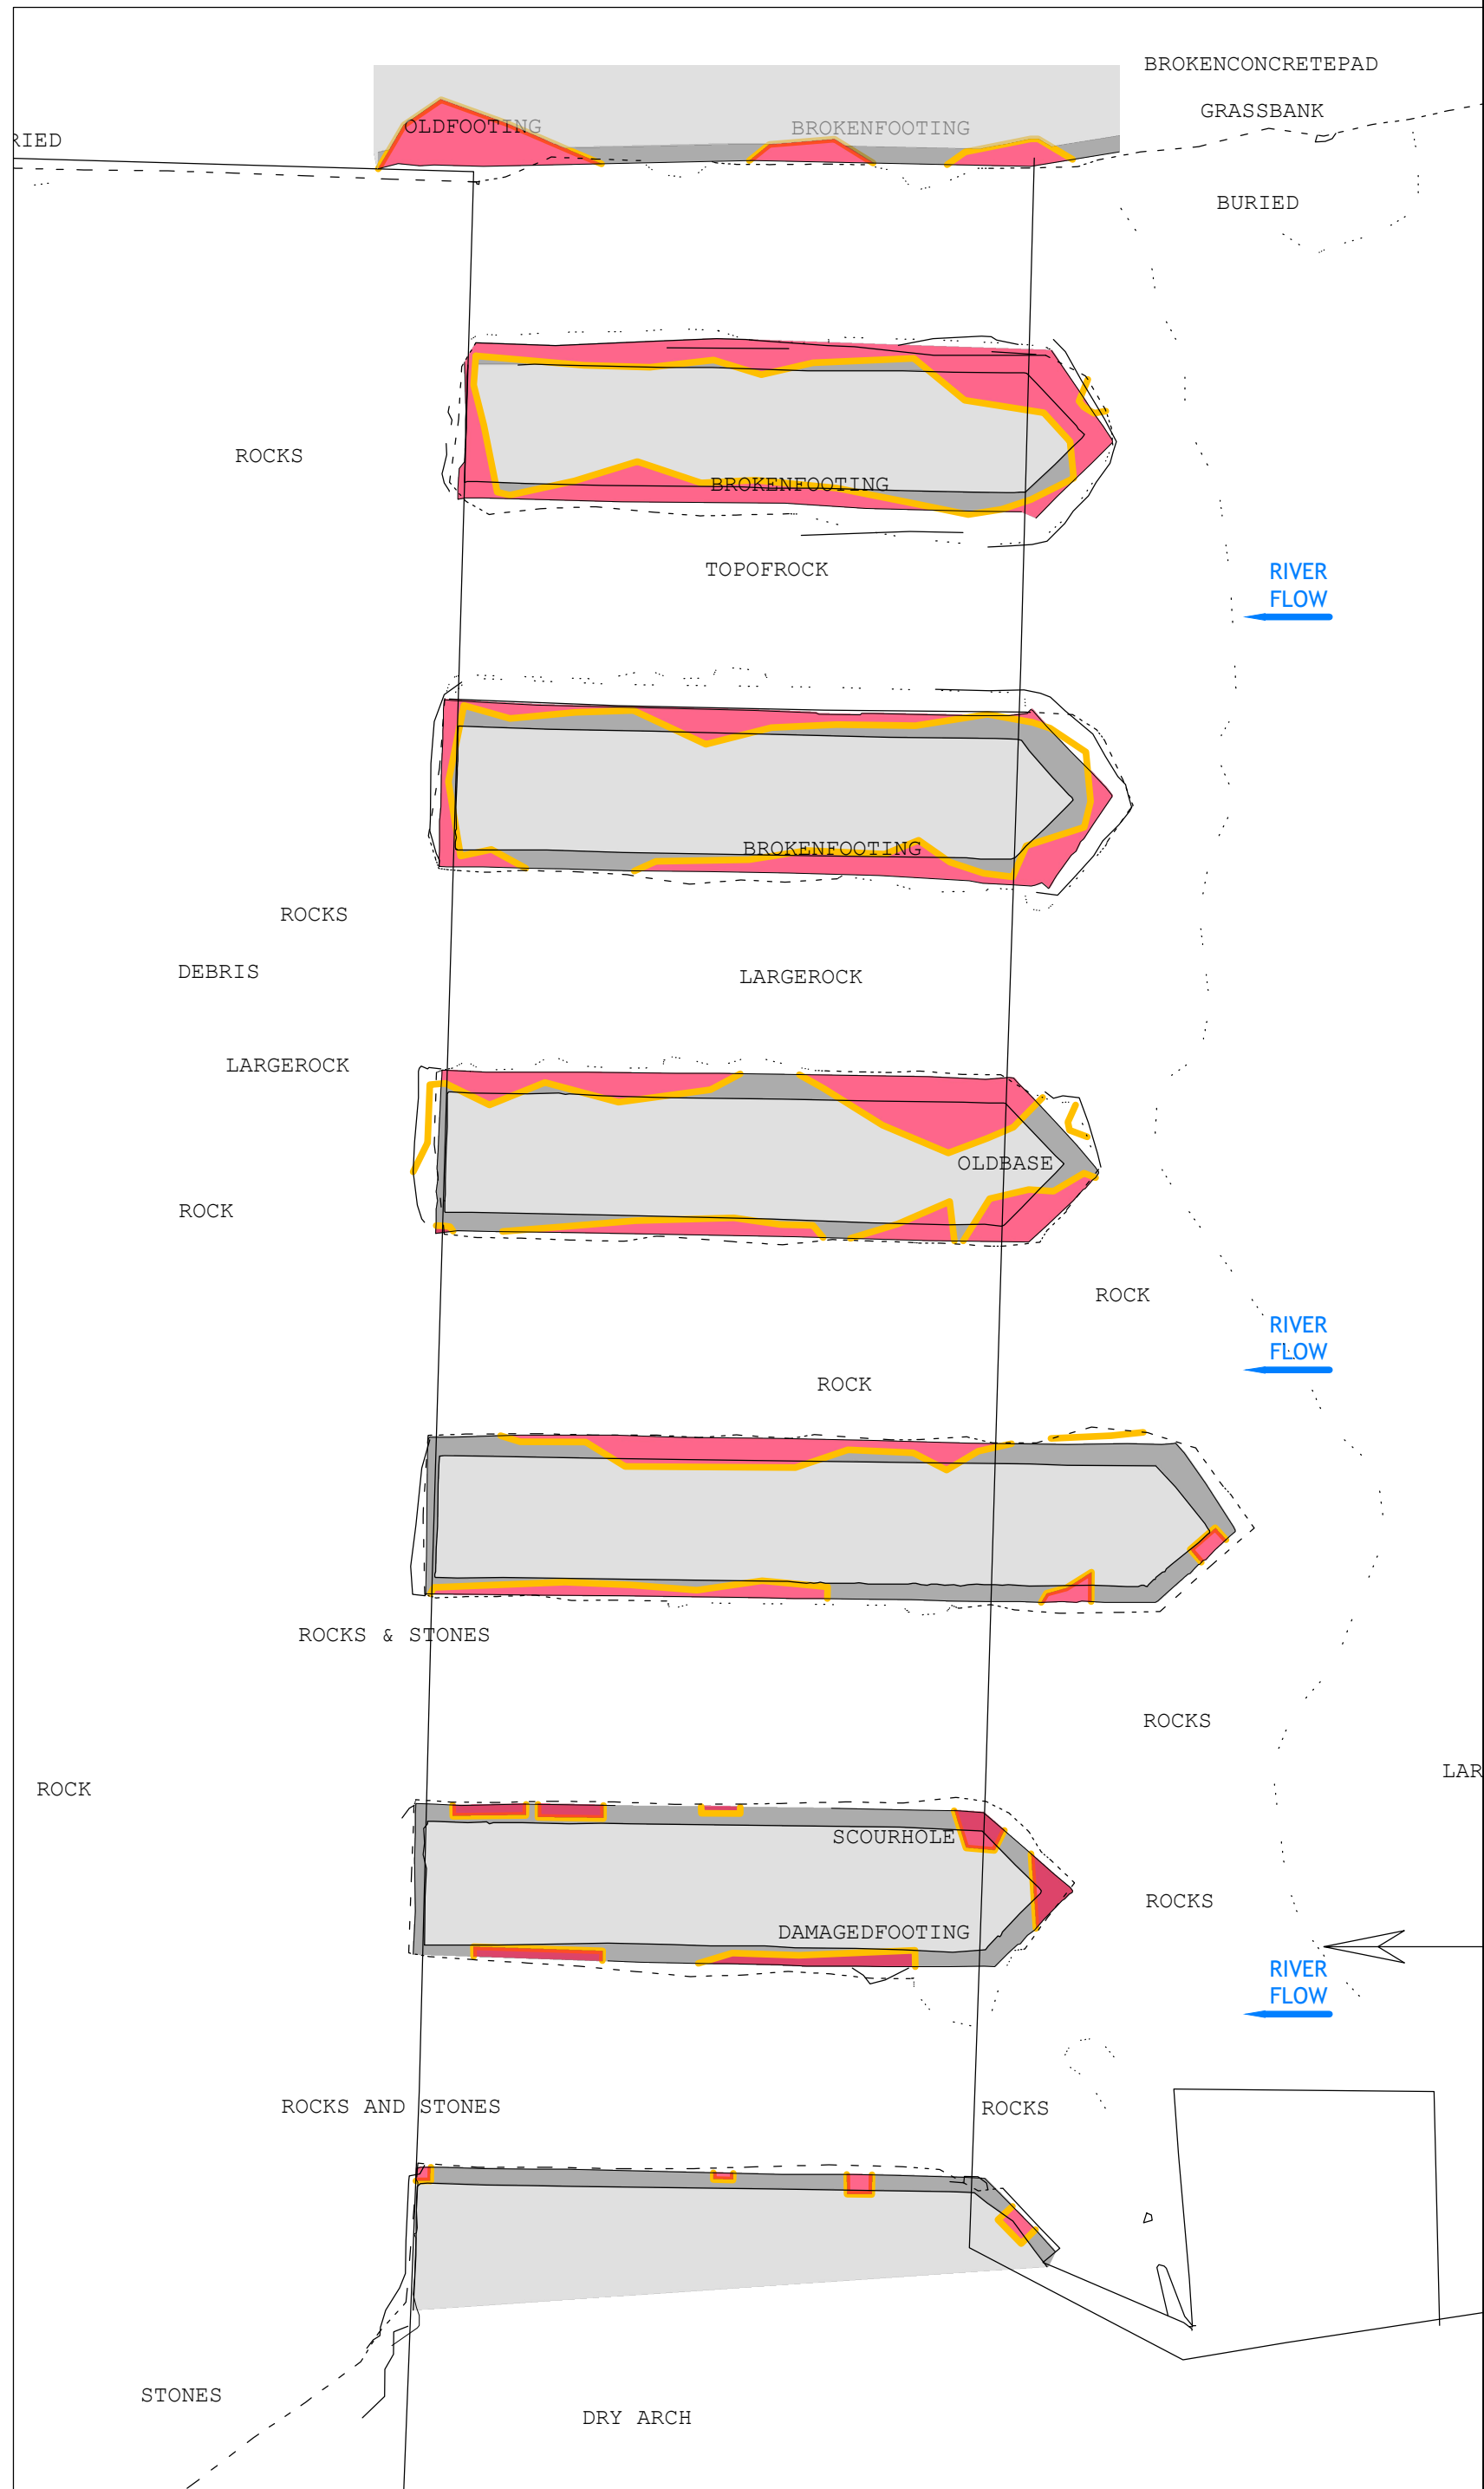 BROKENCONCRETEPAD
GRASSBANK
OLDFOOTING
BROKENFOOTING
RIED
BURIED
ROCKS
BROKENFOOTING
TOPOFROCK
RIVER
FLOW
BROKENFOOTING
ROCKS
DEBRIS
LARGEROCK
LARGEROCK
OLDBASE
ROCK
ROCK
RIVER
FLOW
ROCK
ROCKS & STONES
ROCKS
LAR
ROCK
SCOURHOLE
ROCKS
DAMAGEDFOOTING
RIVER
FLOW
ROCKS AND STONES
ROCKS
STONES
DRY ARCH